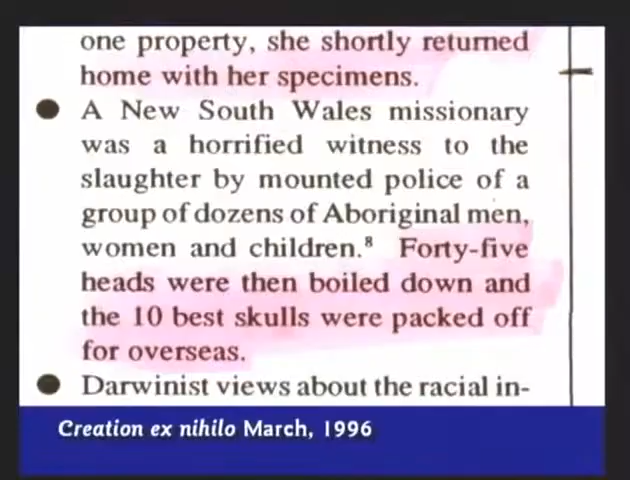 one property, she shortly returned
home with her specimens.
● A New South Wales missionary
was a horrified witness to the
slaughter by mounted police of a
group of dozens of Aboriginal men,
women and children.⁸ Forty-five
heads were then boiled down and
the 10 best skulls were packed off
for overseas.
● Darwinist views about the racial in-
Creation ex nihilo March, 1996